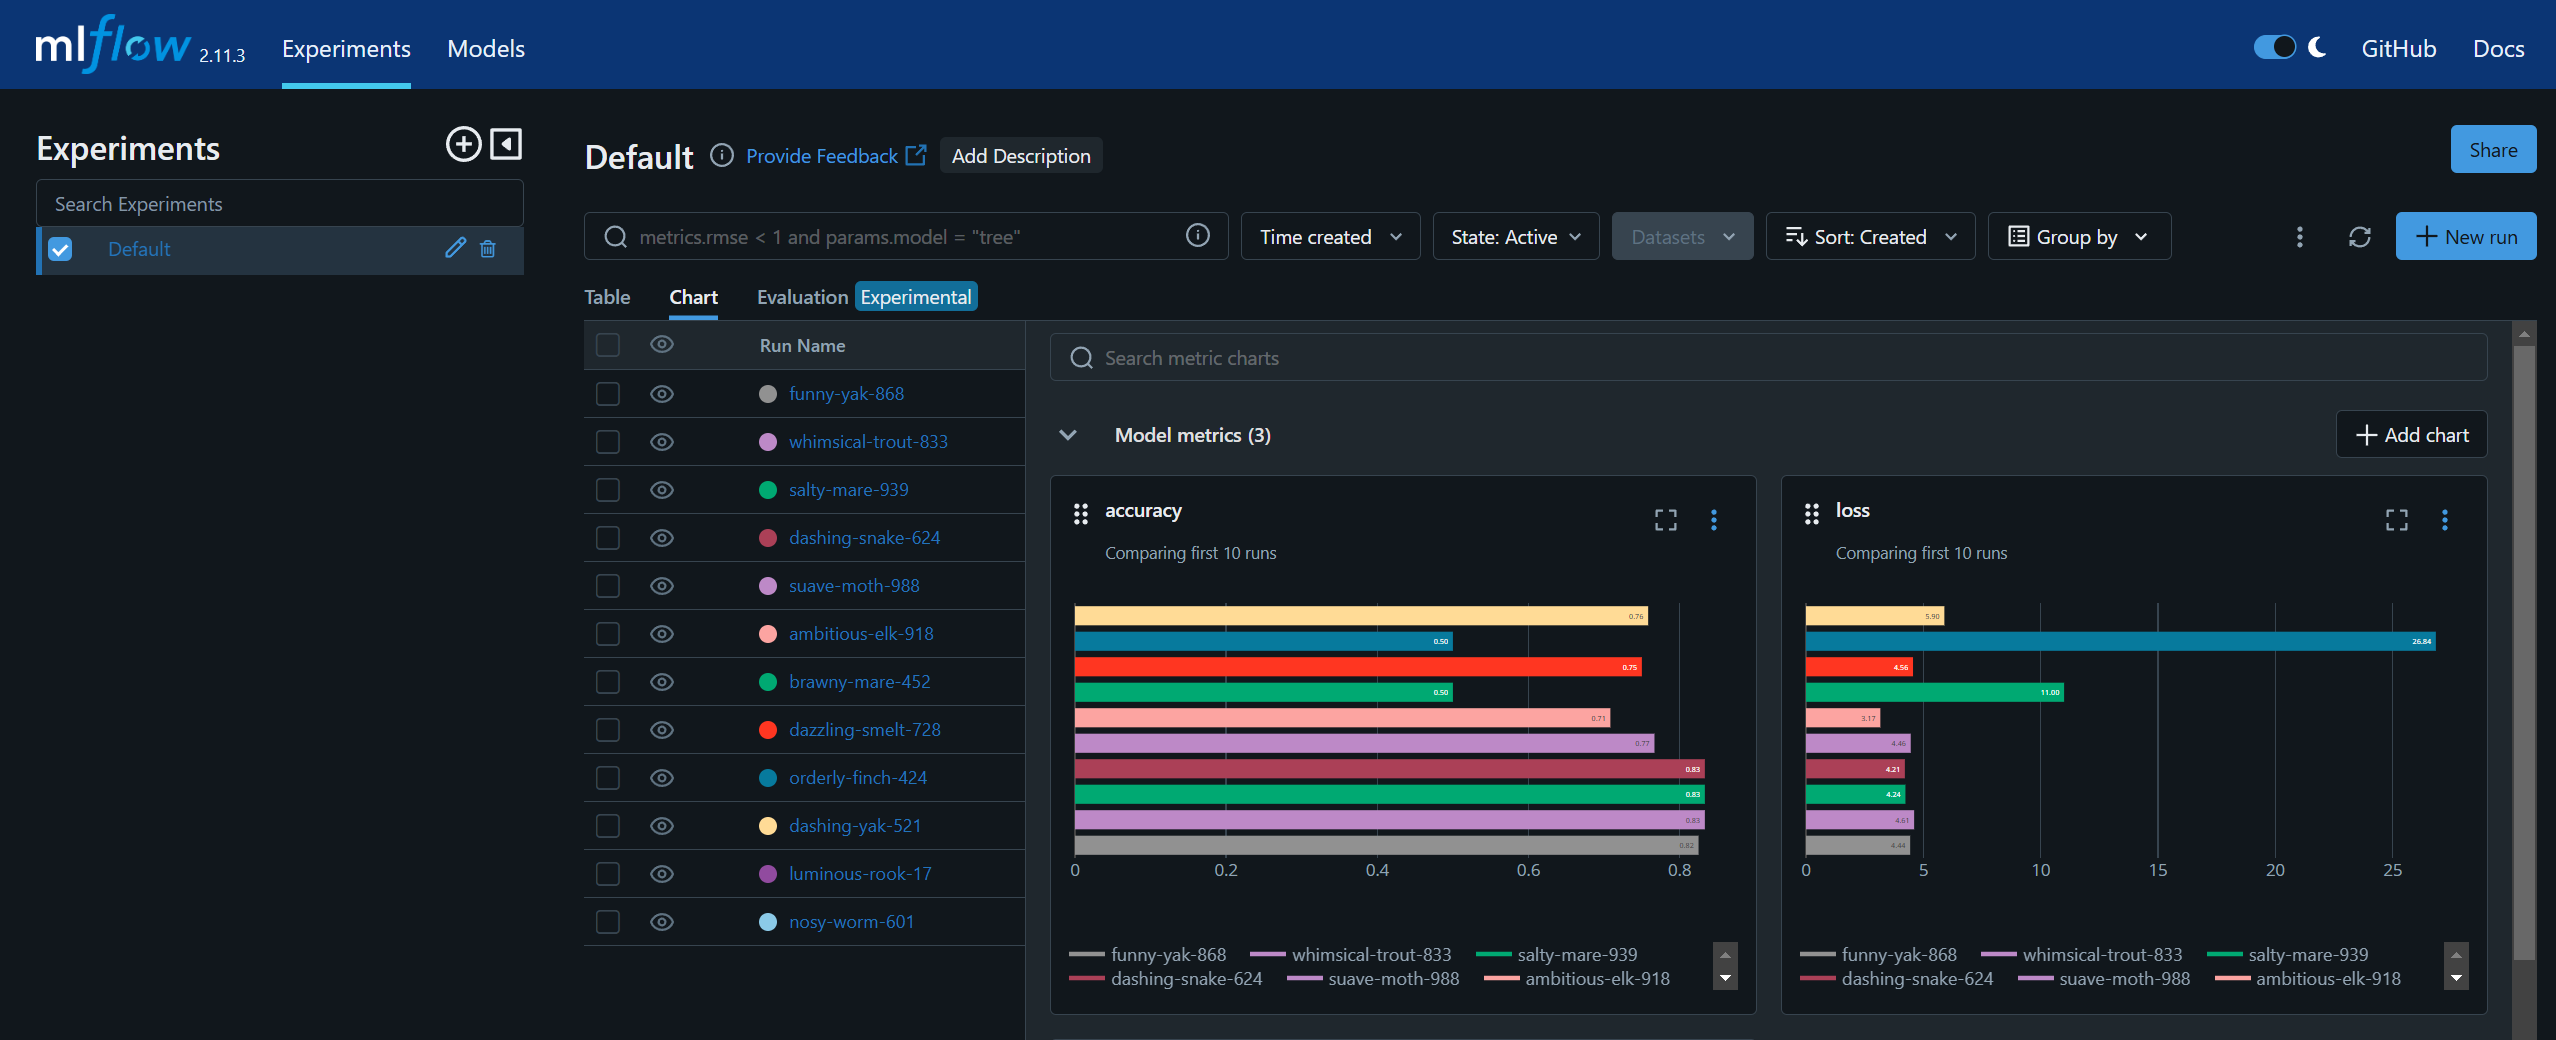 mlflow 2.11.3 Experiments Models GitHub Docs
Experiments
Search Experiments
Default
Default Provide Feedback Add Description
Share
metrics.rmse < 1 and params.model = "tree" Time created State: Active Datasets Sort: Created Group by New run
Table Chart Evaluation Experimental
Run Name
funny-yak-868
whimsical-trout-833
salty-mare-939
dashing-snake-624
suave-moth-988
ambitious-elk-918
brawny-mare-452
dazzling-smelt-728
orderly-finch-424
dashing-yak-521
luminous-rook-17
nosy-worm-601
Search metric charts
Model metrics (3) Add chart
accuracy
Comparing first 10 runs
0.76
0.50
0.75
0.50
0.71
0.77
0.83
0.83
0.83
0.82
0 0.2 0.4 0.6 0.8
funny-yak-868 whimsical-trout-833 salty-mare-939
dashing-snake-624 suave-moth-988 ambitious-elk-918
loss
Comparing first 10 runs
5.90
26.84
4.56
11.00
3.17
4.46
4.21
4.24
4.61
4.44
0 5 10 15 20 25
funny-yak-868 whimsical-trout-833 salty-mare-939
dashing-snake-624 suave-moth-988 ambitious-elk-918